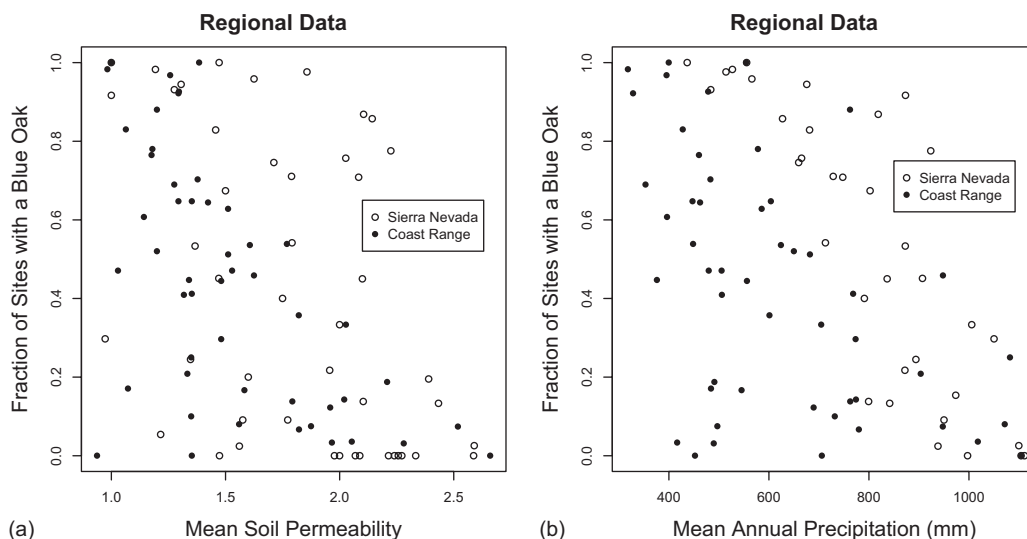 Regional Data
Fraction of Sites with a Blue Oak
1.0
0.8
0.6
0.4
0.2
0.0
Sierra Nevada
Coast Range
1.0 1.5 2.0 2.5
(a) Mean Soil Permeability
Regional Data
Fraction of Sites with a Blue Oak
1.0
0.8
0.6
0.4
0.2
0.0
Sierra Nevada
Coast Range
400 600 800 1000
(b) Mean Annual Precipitation (mm)